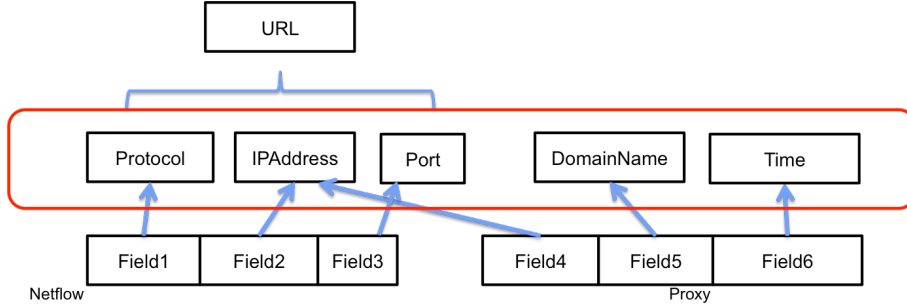 URL
Protocol IPAddress Port DomainName Time
Field1 Field2 Field3 Field4 Field5 Field6
Netflow Proxy